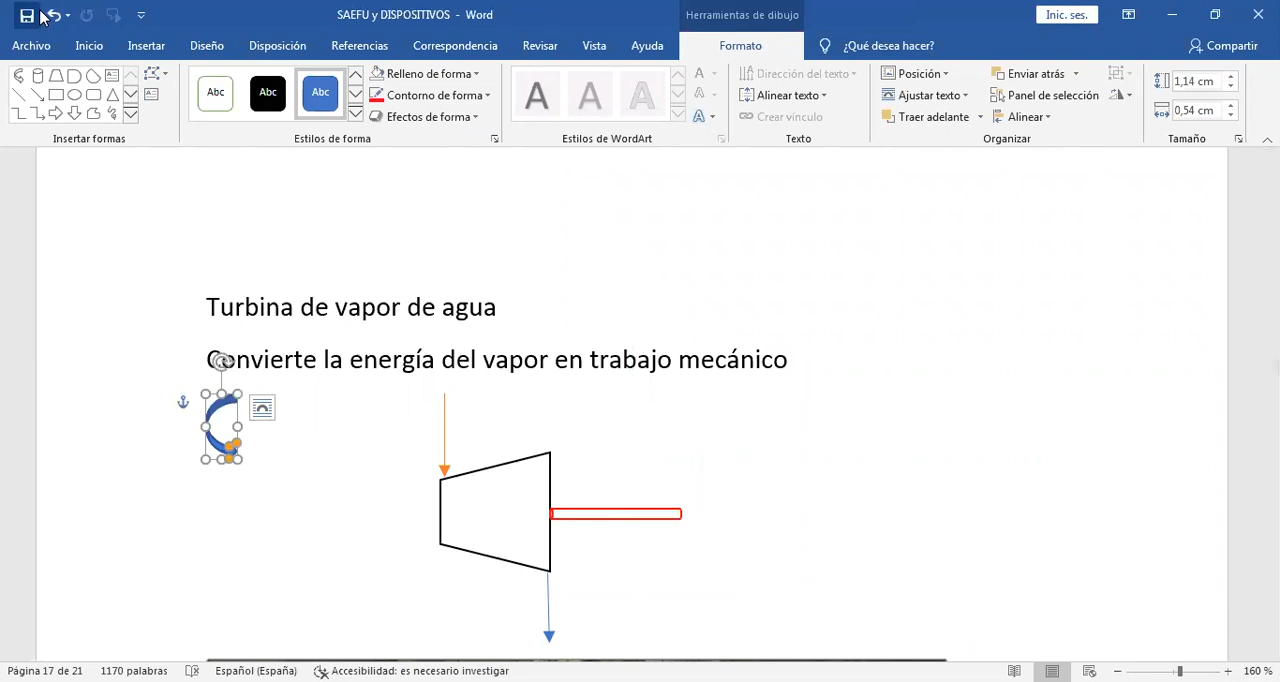 SAEFU y DISPOSITIVOS - Word
Herramientas de dibujo
Inic. ses.
Archivo
Inicio
Insertar
Diseño
Disposición
Referencias
Correspondencia
Revisar
Vista
Ayuda
Formato
¿Qué desea hacer?
Compartir
Abc
Abc
Abc
Relleno de forma
Contorno de forma
Efectos de forma
A A A
A
A
A
Dirección del texto
Alinear texto
Crear vínculo
Posición
Ajustar texto
Traer adelante
Enviar atrás
Panel de selección
Alinear
1,14 cm
0,54 cm
Insertar formas
Estilos de forma
Estilos de WordArt
Texto
Organizar
Tamaño
Turbina de vapor de agua
Convierte la energía del vapor en trabajo mecánico
Página 17 de 21
1170 palabras
Español (España)
Accesibilidad: es necesario investigar
160 %